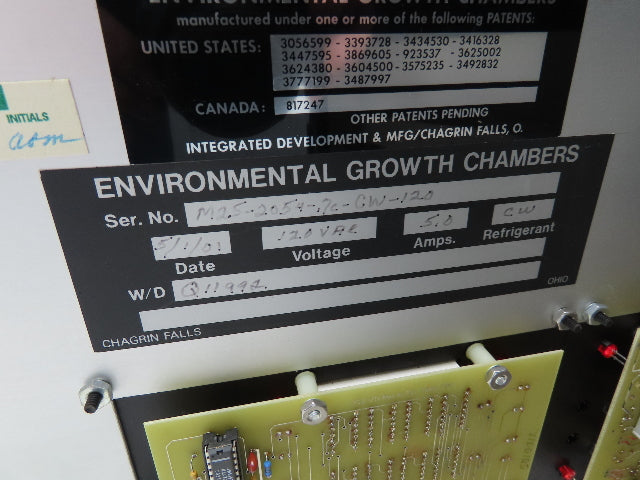 ENVIRONMENTAL GROWTH CHAMBERS
manufactured under one or more of the following PATENTS:
UNITED STATES: 3056599 - 3393728 - 3434530 - 3416328
3447595 - 3869605 - 923537 - 3625002
3624380 - 3604500 - 3575235 - 3492832
3777199 - 3487997
CANADA: 817247
OTHER PATENTS PENDING
INTEGRATED DEVELOPMENT & MFG/CHAGRIN FALLS, O.
INITIALS
aom
ENVIRONMENTAL GROWTH CHAMBERS
Ser. No.
5/1/01 120 VAC 5.0 CW
Date Voltage Amps. Refrigerant
W/D Q11994
CHAGRIN FALLS OHIO